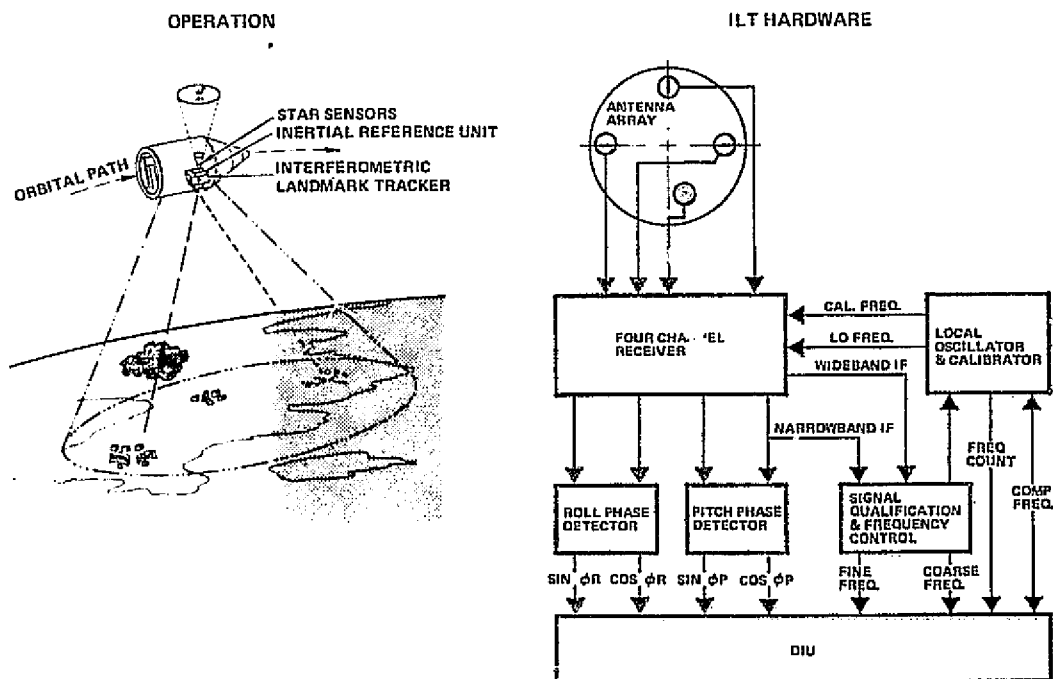 OPERATION
STAR SENSORS
INERTIAL REFERENCE UNIT
INTERFEROMETRIC
LANDMARK TRACKER
ORBITAL PATH
ILT HARDWARE
ANTENNA
ARRAY
FOUR
RECEIVER
CAL. FREQ.
LO FREQ.
WIDEBAND IF
LOCAL
OSCILLATOR
& CALIBRATOR
NARROWBAND IF
FREQ
COUNT
COMP
FREQ.
ROLL PHASE
DETECTOR
PITCH PHASE
DETECTOR
SIGNAL
QUALIFICATION
& FREQUENCY
CONTROL
SIN ϕR
COS ϕR
SIN ϕP
COS ϕP
FINE
FREQ.
COARSE
FREQ.
DIU